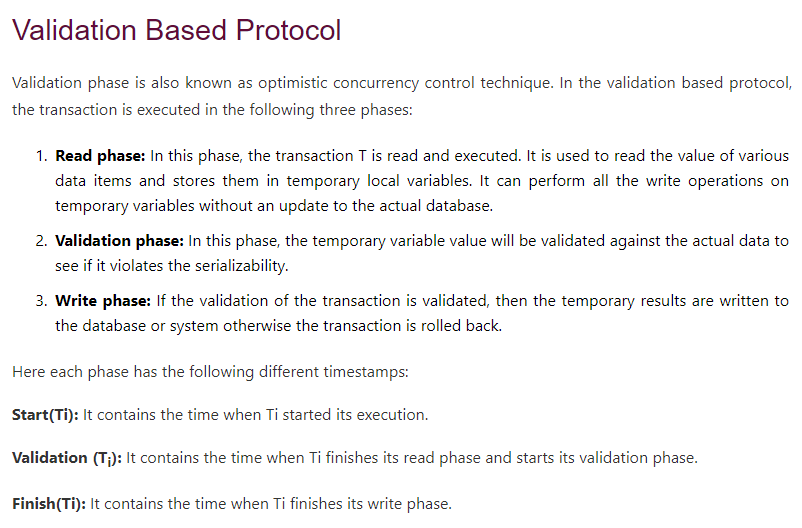 Validation Based Protocol
Validation phase is also known as optimistic concurrency control technique. In the validation based protocol,
the transaction is executed in the following three phases:
1. Read phase: In this phase, the transaction T is read and executed. It is used to read the value of various
data items and stores them in temporary local variables. It can perform all the write operations on
temporary variables without an update to the actual database.
2. Validation phase: In this phase, the temporary variable value will be validated against the actual data to
see if it violates the serializability.
3. Write phase: If the validation of the transaction is validated, then the temporary results are written to
the database or system otherwise the transaction is rolled back.
Here each phase has the following different timestamps:
Start(Ti): It contains the time when Ti started its execution.
Validation (Tᵢ): It contains the time when Ti finishes its read phase and starts its validation phase.
Finish(Ti): It contains the time when Ti finishes its write phase.